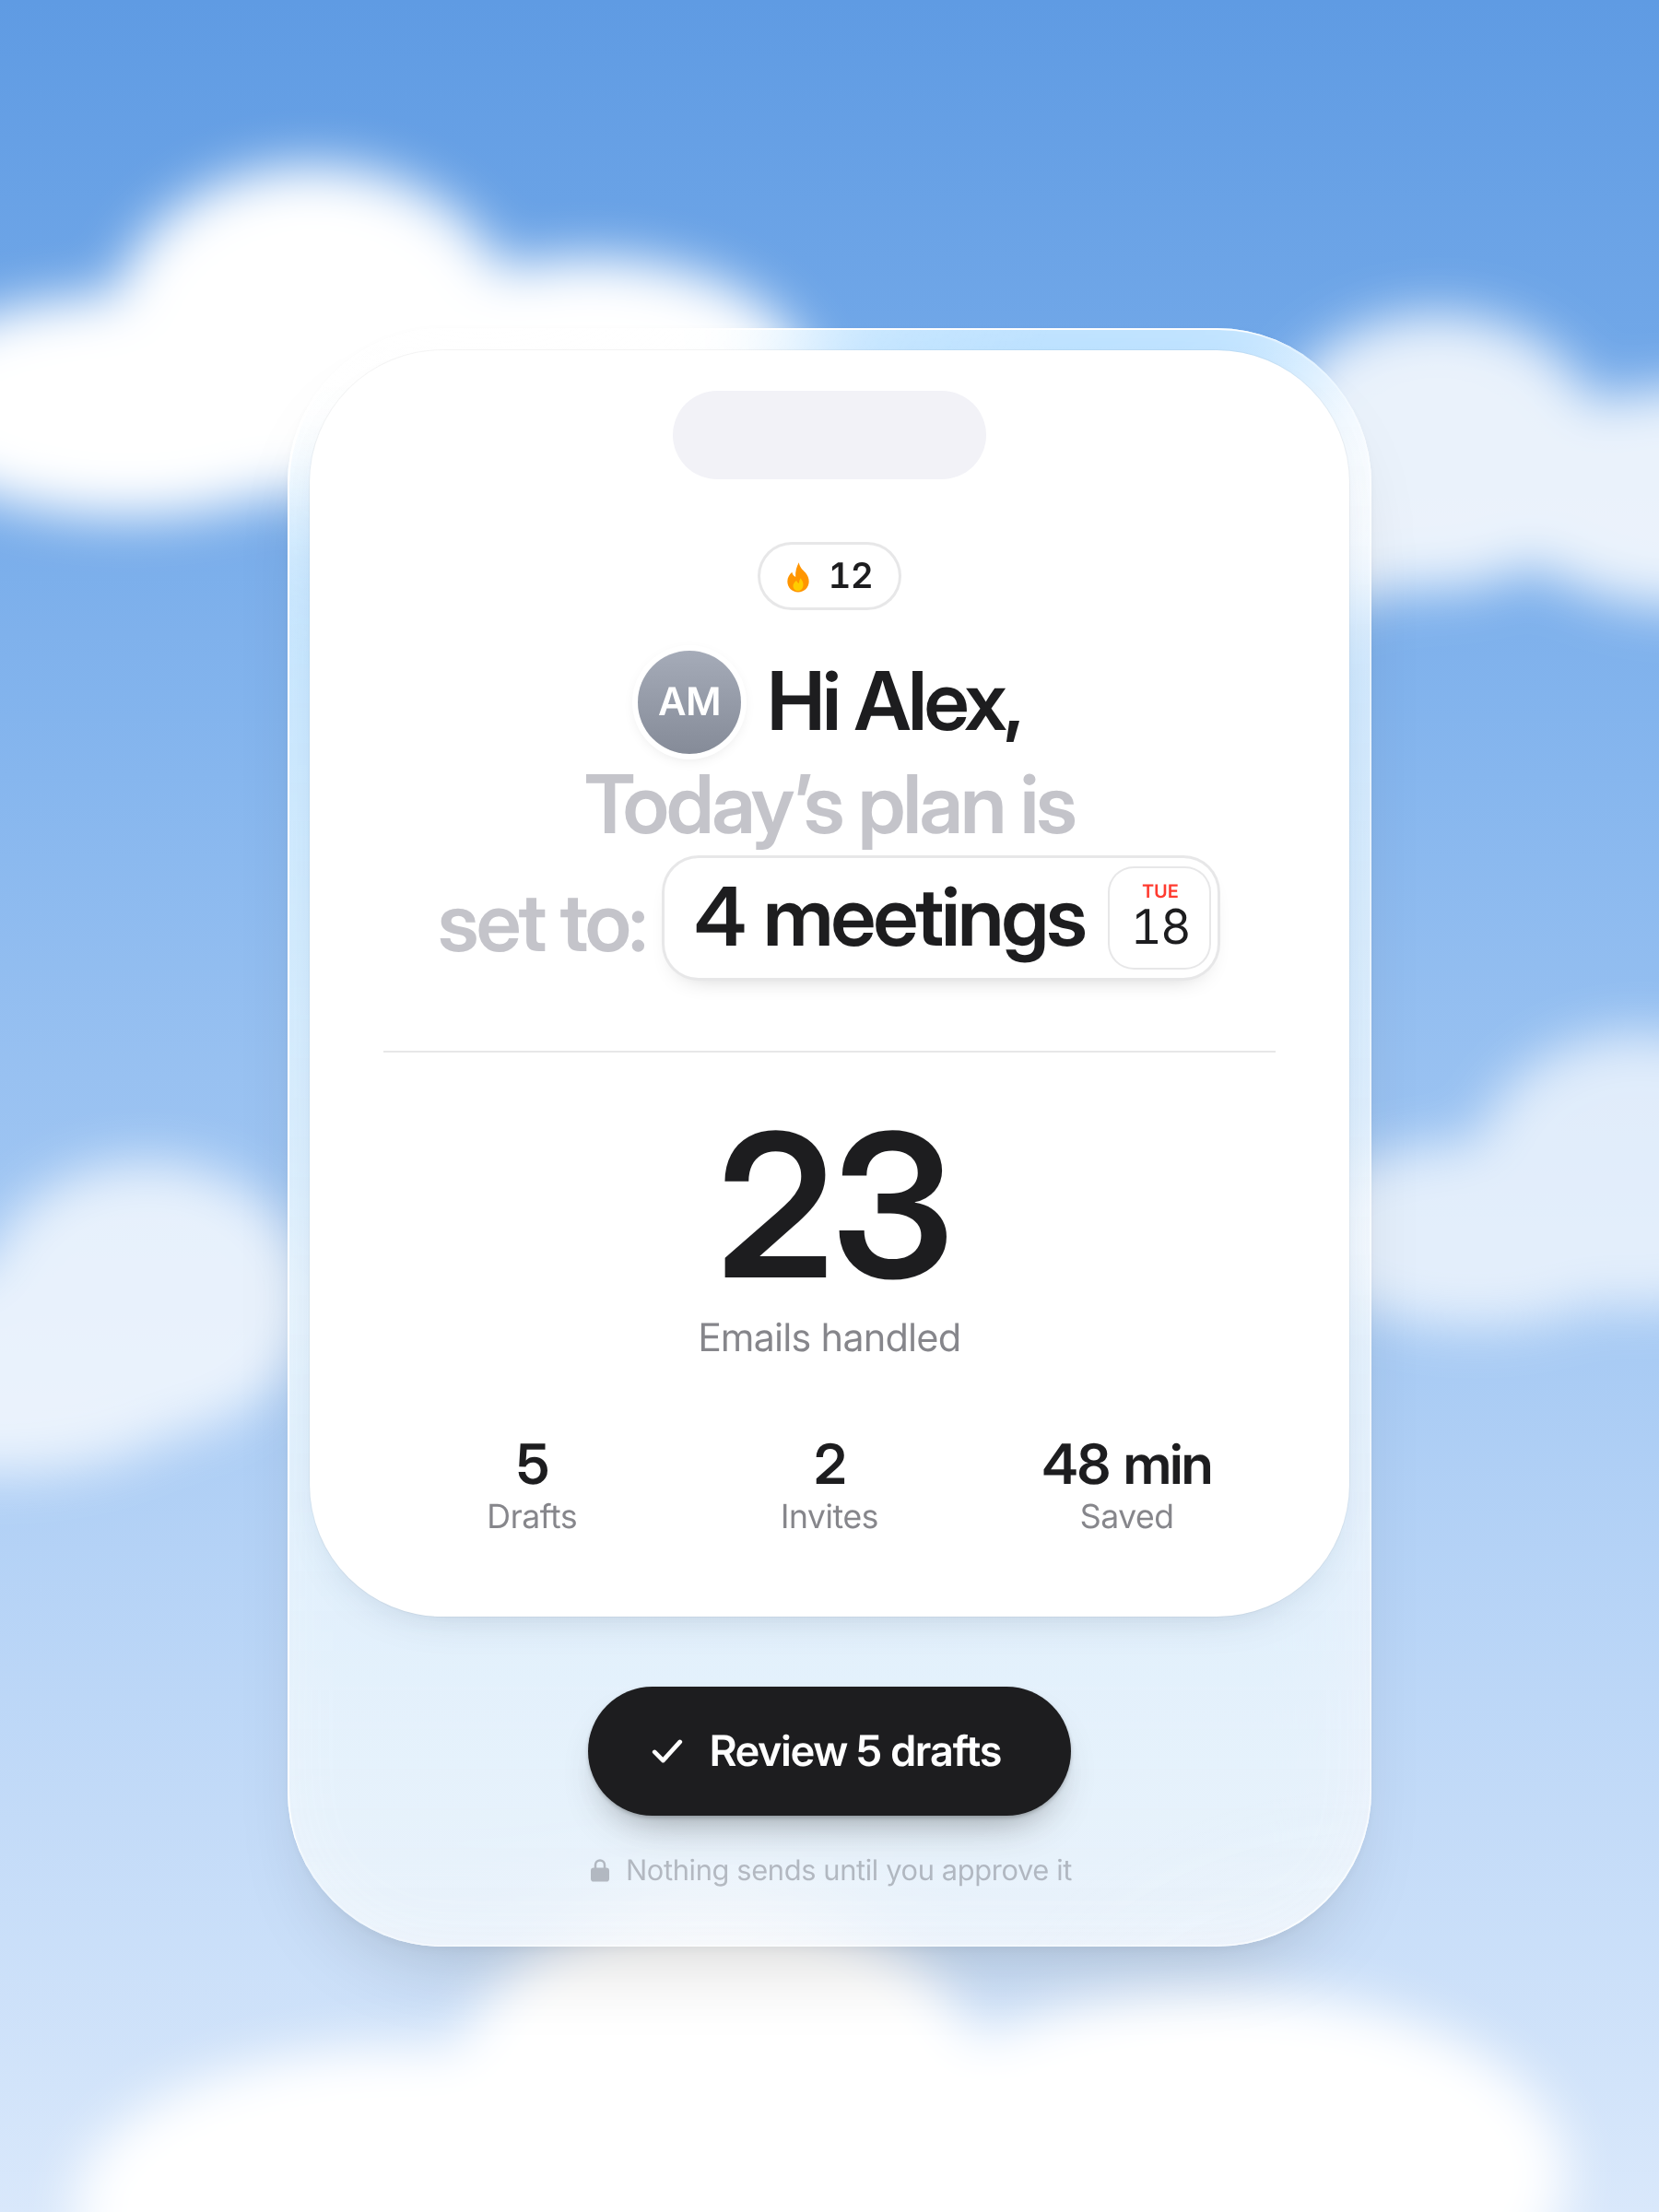 12
AM Hi Alex,
Today’s plan is
set to: 4 meetings
TUE
18
23
Emails handled
5 2 48 min
Drafts Invites Saved
Review 5 drafts
Nothing sends until you approve it